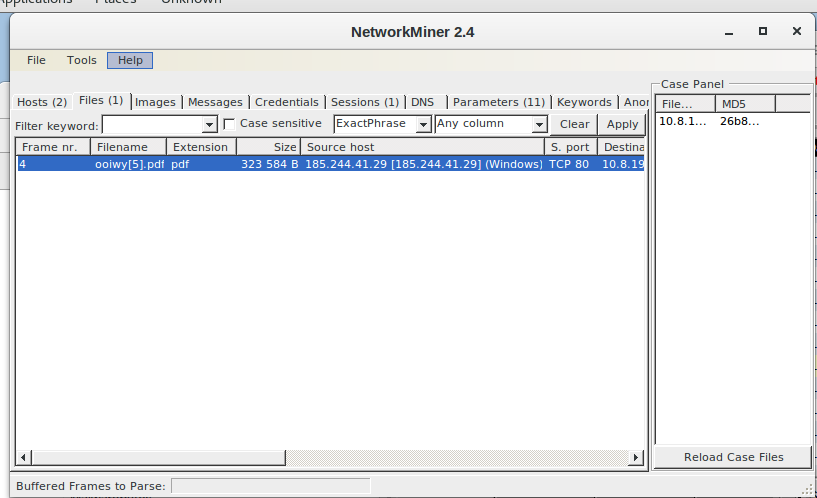 Applications Places Unknown
NetworkMiner 2.4
File Tools Help
Hosts (2) Files (1) Images Messages Credentials Sessions (1) DNS Parameters (11) Keywords Anon
Filter keyword: Case sensitive ExactPhrase Any column Clear Apply
Frame nr. Filename Extension Size Source host S. port Destina
4 ooiwy[5].pdf pdf 323 584 B 185.244.41.29 [185.244.41.29] (Windows) TCP 80 10.8.19
Case Panel
File... MD5
10.8.1... 26b8...
Reload Case Files
Buffered Frames to Parse: